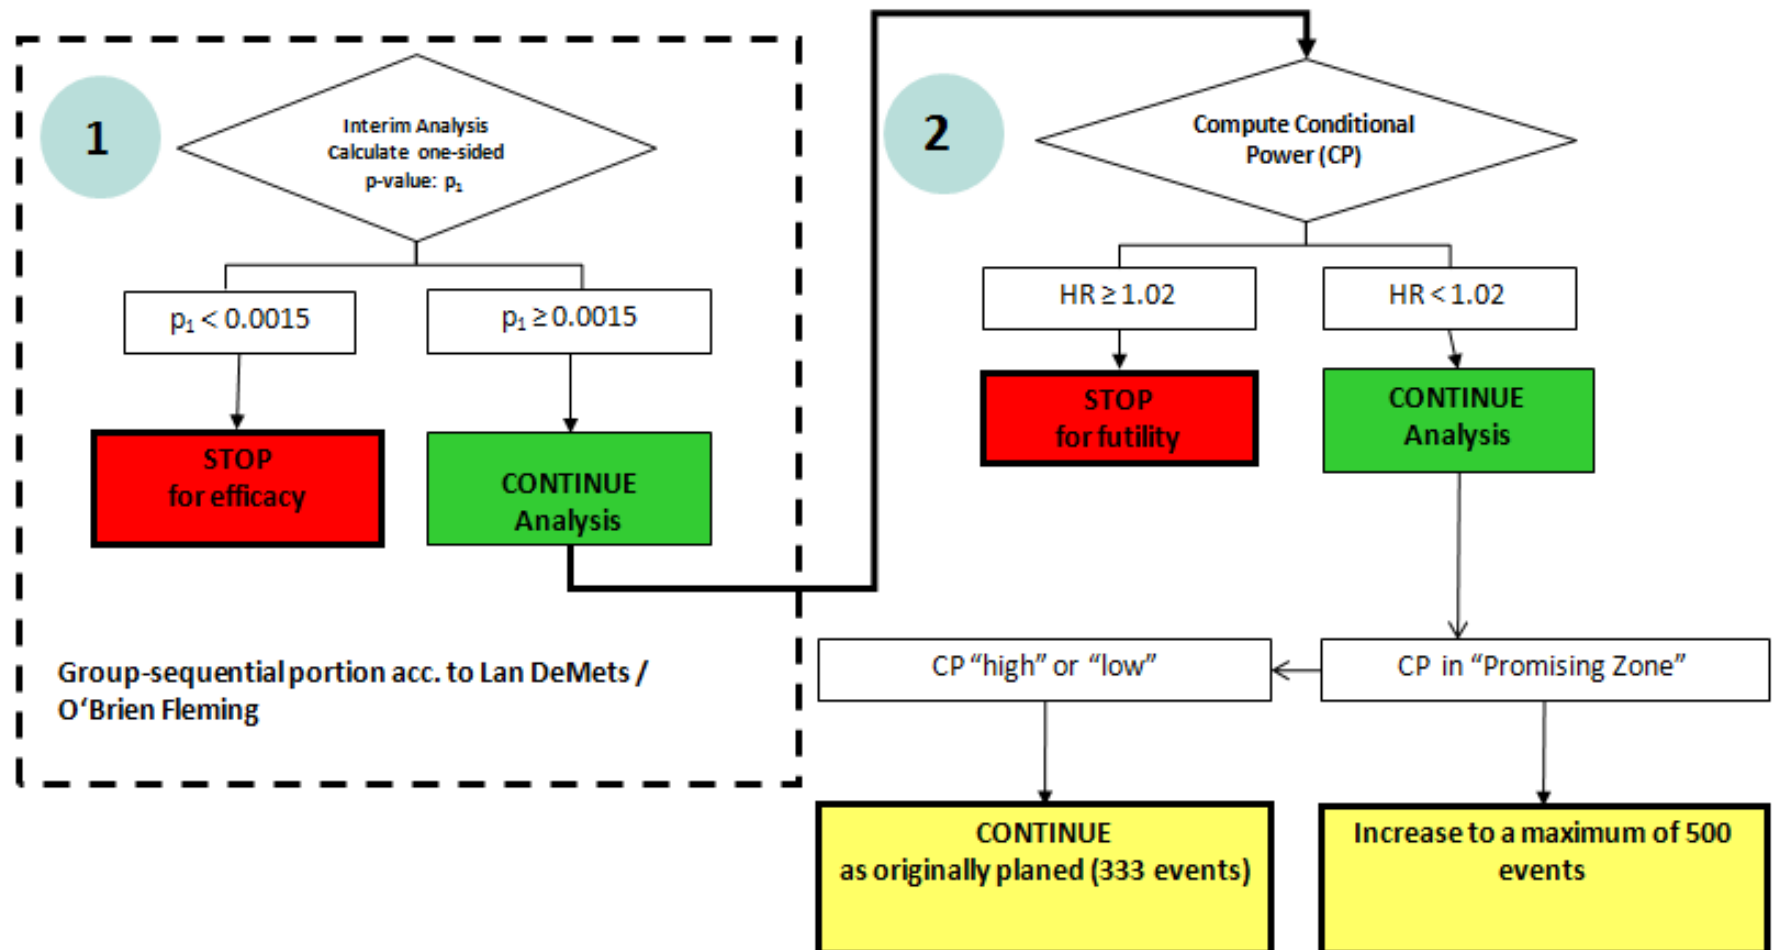 1
Interim Analysis
Calculate one-sided
p-value: p₁
p₁ < 0.0015
p₁ ≥ 0.0015
STOP
for efficacy
CONTINUE
Analysis
Group-sequential portion acc. to Lan DeMets /
O‘Brien Fleming
2
Compute Conditional
Power (CP)
HR ≥ 1.02
HR < 1.02
STOP
for futility
CONTINUE
Analysis
CP “high” or “low”
CP in “Promising Zone”
CONTINUE
as originally planed (333 events)
Increase to a maximum of 500
events